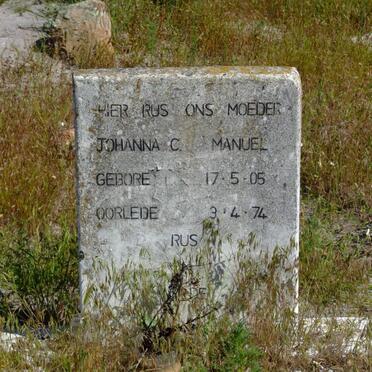 HIER RUS ONS MOEDER
JOHANNA C. MANUEL
GEBORE 17·5·05
OORLEDE 9·4·74
RUS